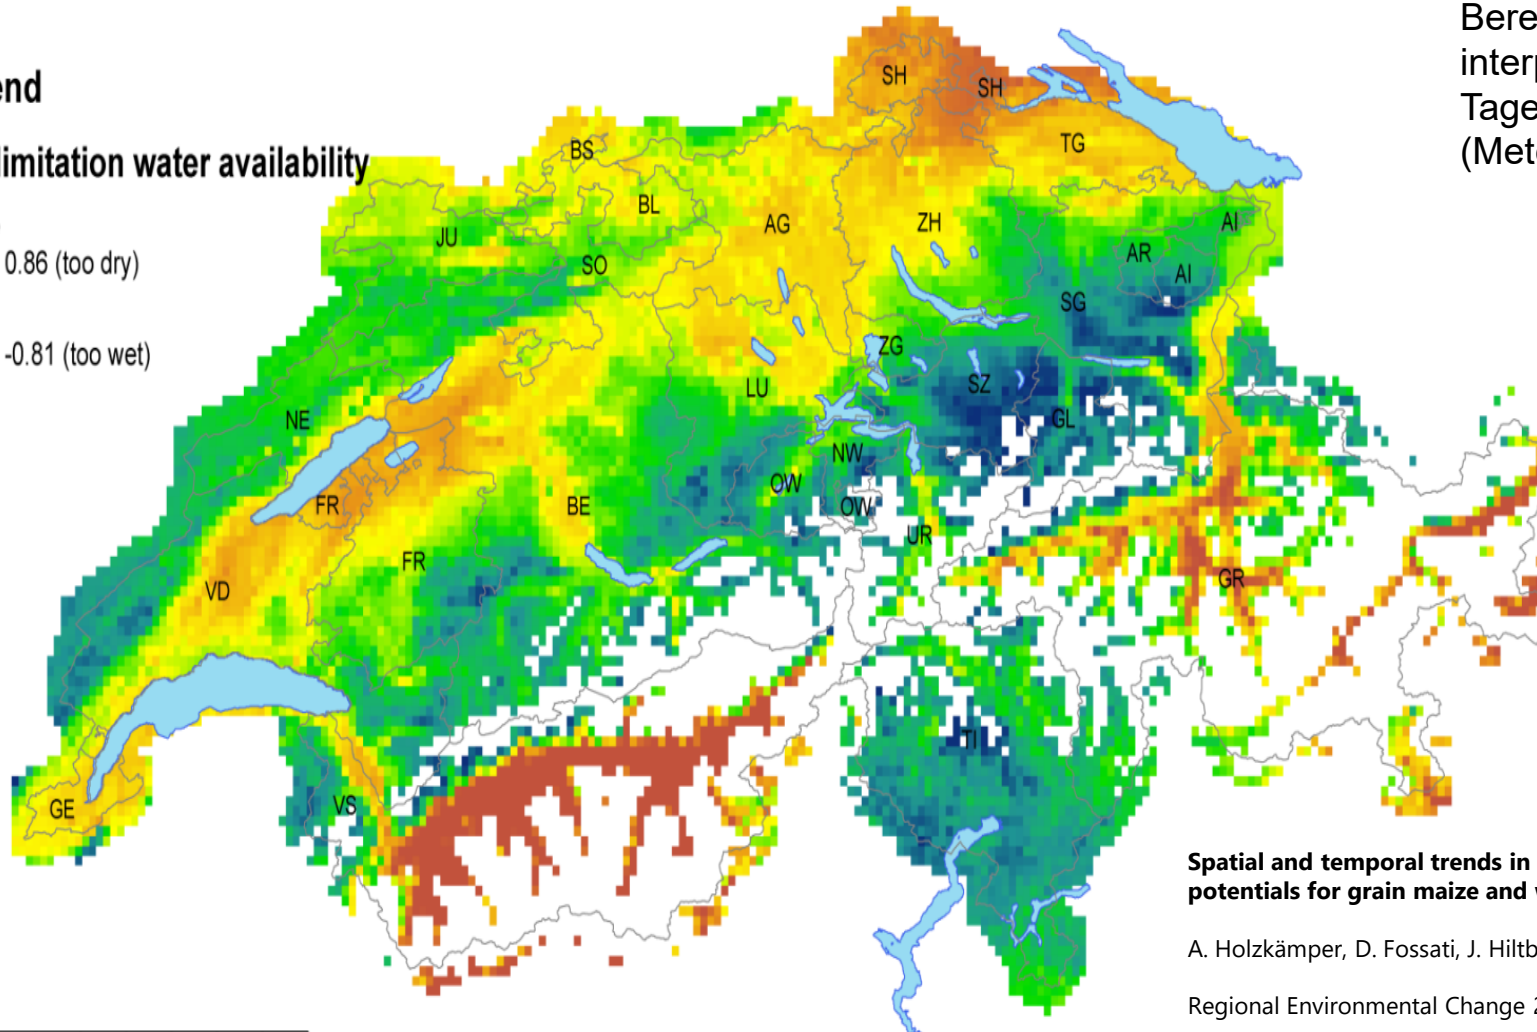 end
limitation water availability
0.86 (too dry)
-0.81 (too wet)
Bere
interp
Tage
(Mete
SH
SH
TG
BS
BL
AG
ZH
AI
JU
AR
AI
SO
SG
ZG
SZ
LU
GL
NE
NW
OW
FR
BE
OW
UR
FR
GR
VD
TI
VS
GE
Spatial and temporal trends in
potentials for grain maize and
A. Holzkämper, D. Fossati, J. Hiltb
Regional Environmental Change 2